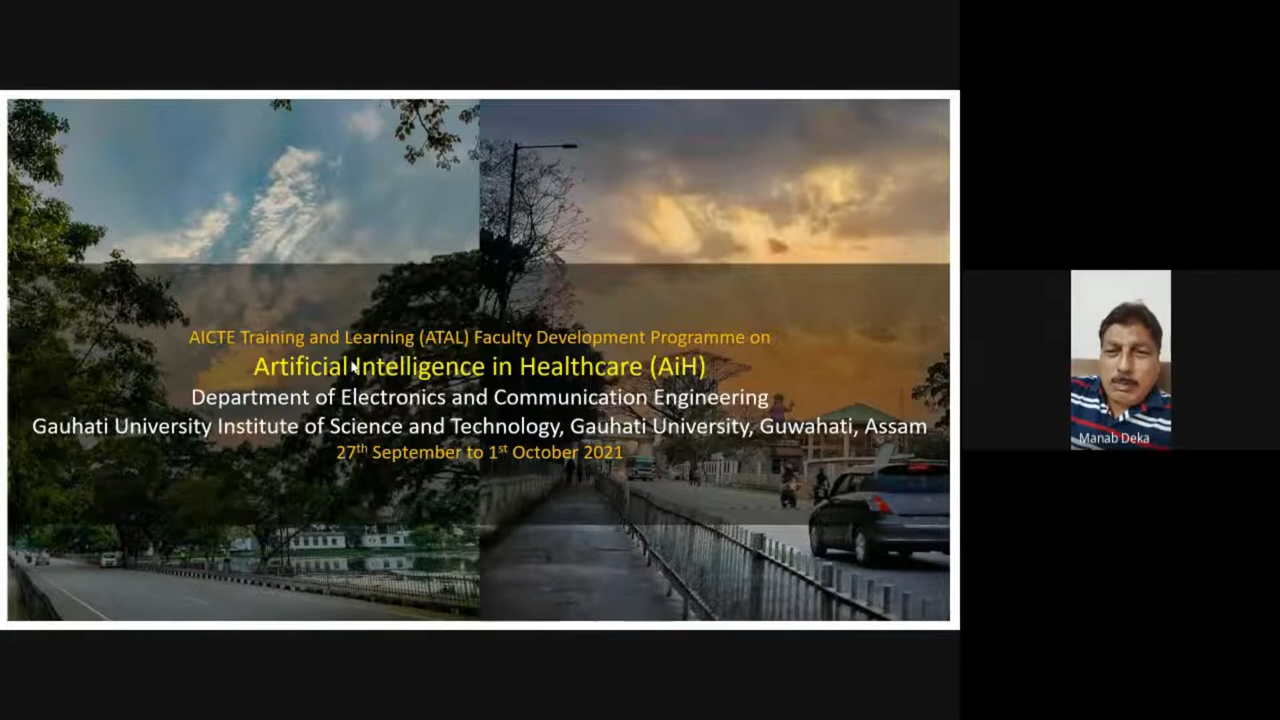 AICTE Training and Learning (ATAL) Faculty Development Programme on
Artificial Intelligence in Healthcare (AiH)
Department of Electronics and Communication Engineering
Gauhati University Institute of Science and Technology, Gauhati University, Guwahati, Assam
27th September to 1st October 2021
Manab Deka